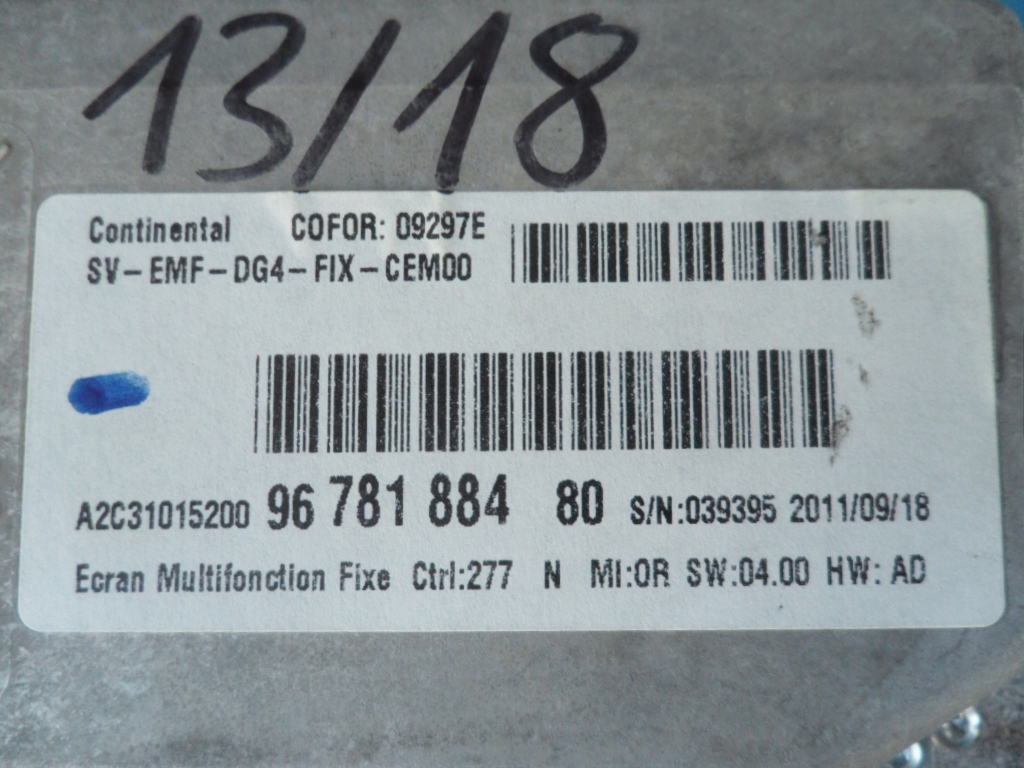 13/18
Continental COFOR: 09297E
SV-EMF-DG4-FIX-CEM00
A2C31015200 96 781 884 80 S/N:039395 2011/09/18
Ecran Multifonction Fixe Ctrl:277 N MI:OR SW:04.00 HW: AD